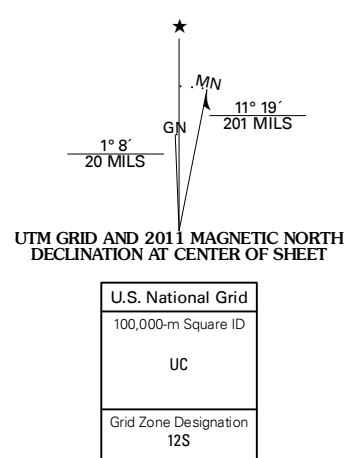 ★
MN
11° 19´
201 MILS
GN
1° 8´
20 MILS
UTM GRID AND 2011 MAGNETIC NORTH
DECLINATION AT CENTER OF SHEET
U.S. National Grid
100,000-m Square ID
UC
Grid Zone Designation
12S